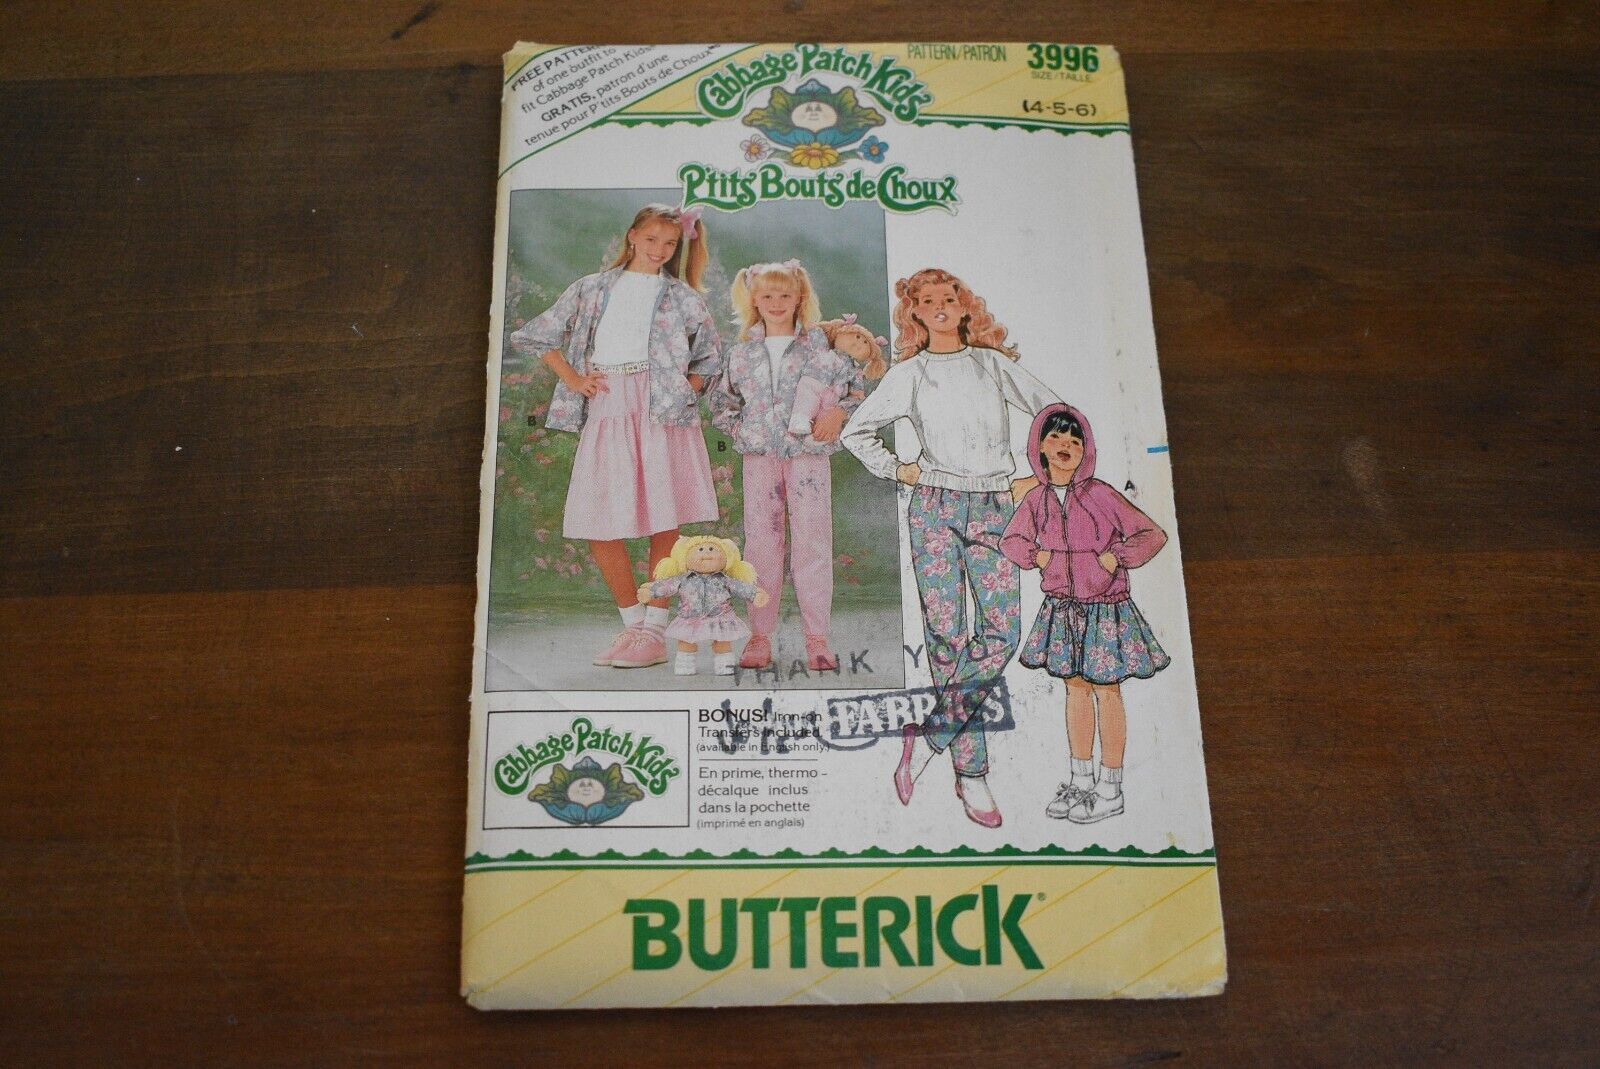 FREE PATTERN
of one outfit to
fit Cabbage Patch Kids
GRATIS, patron d'une
tenue pour P'tits Bouts de Choux
Cabbage Patch Kids
P'tits Bouts de Choux
PATTERN/PATRON 3996
SIZE/TAILLE
(4-5-6)
B
B
A
THANK YOU
FABRICS
Cabbage Patch Kids
BONUS! Iron-on
Transfers Included.
(available in English only)
En prime, thermo-
décalque inclus
dans la pochette
(imprimé en anglais)
BUTTERICK®